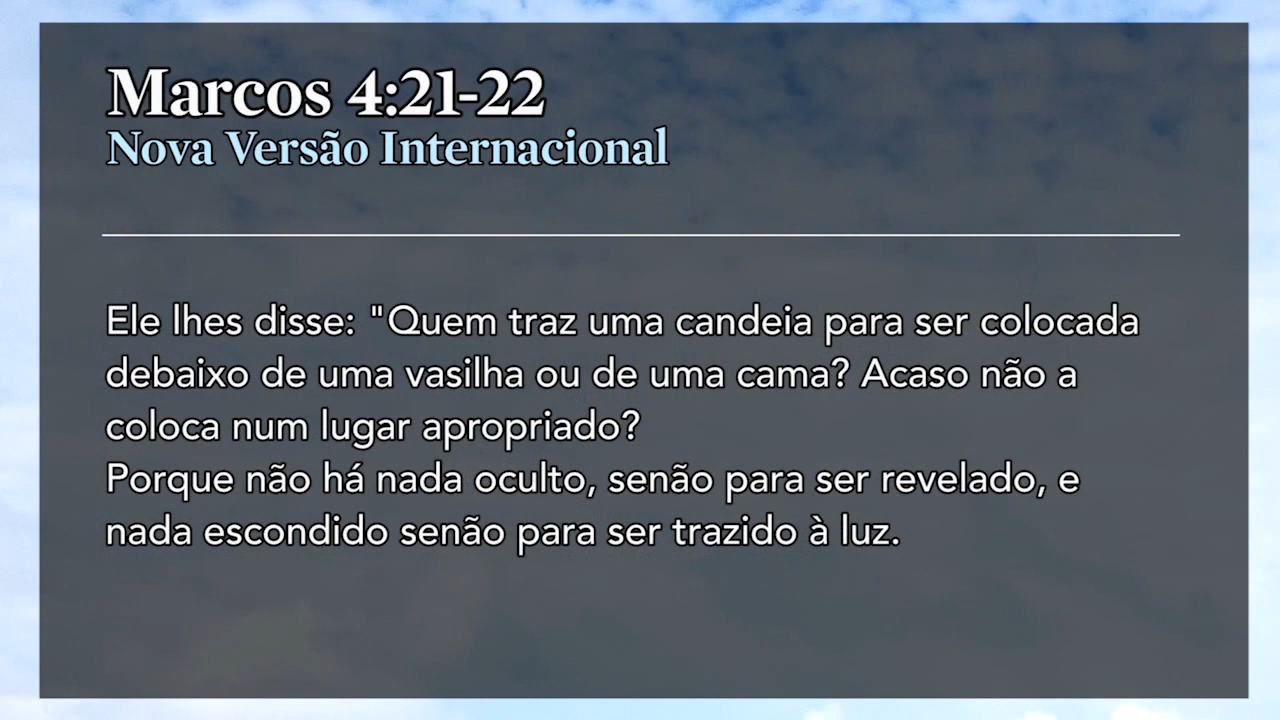 Marcos 4:21-22
Nova Versão Internacional
Ele lhes disse: "Quem traz uma candeia para ser colocada
debaixo de uma vasilha ou de uma cama? Acaso não a
coloca num lugar apropriado?
Porque não há nada oculto, senão para ser revelado, e
nada escondido senão para ser trazido à luz.